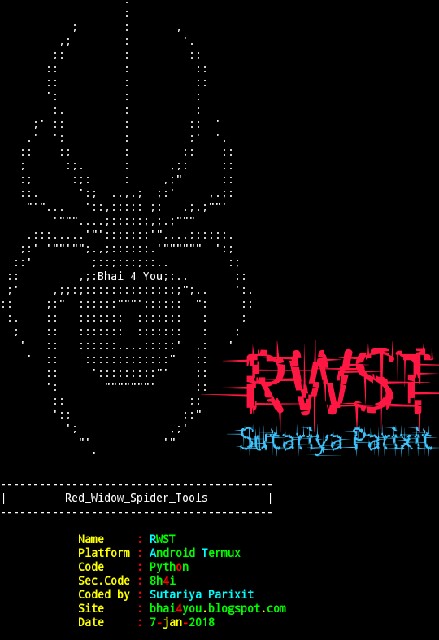 Bhai 4 You
RWST
Sutariya Parixit
Red_Widow_Spider_Tools
Name : RWST
Platform : Android Termux
Code : Python
Sec.Code : 8h4i
Coded by : Sutariya Parixit
Site : bhai4you.blogspot.com
Date : 7-jan-2018